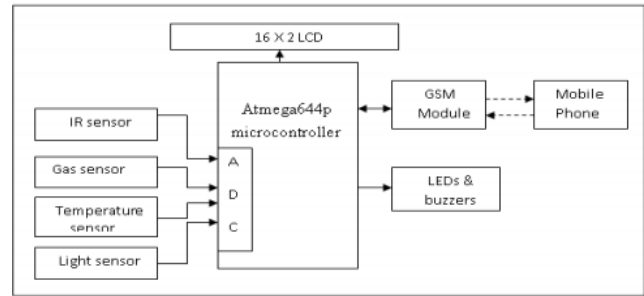 16 X 2 LCD
Atmega644p
microcontroller
GSM
Module
Mobile
Phone
IR sensor
A
Gas sensor
D
Temperature
sensor
C
Light sensor
LEDs &
buzzers